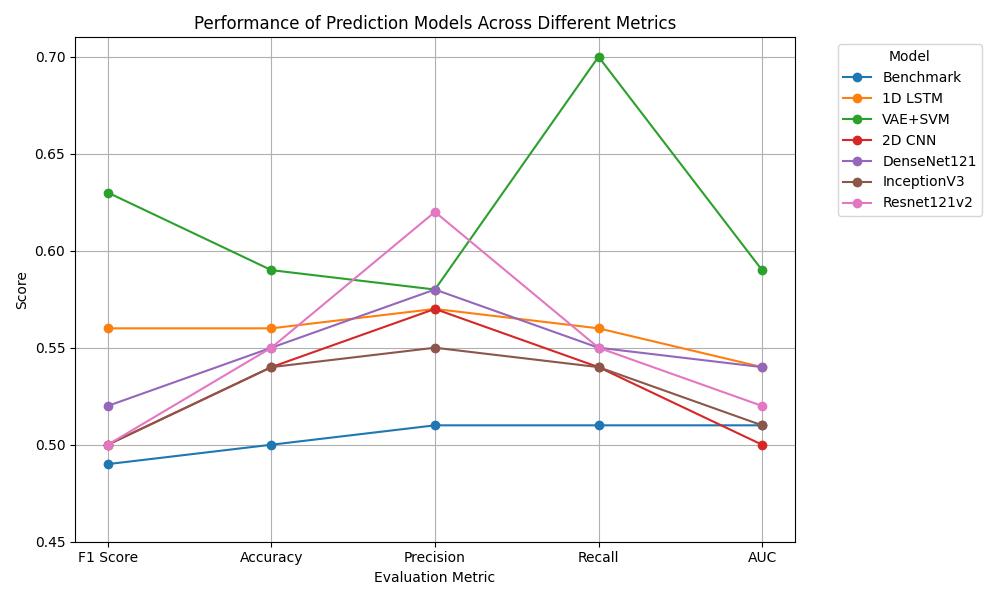 Performance of Prediction Models Across Different Metrics
Model
Benchmark
1D LSTM
VAE+SVM
2D CNN
DenseNet121
InceptionV3
Resnet121v2
Score
0.70
0.65
0.60
0.55
0.50
0.45
F1 Score
Accuracy
Precision
Recall
AUC
Evaluation Metric